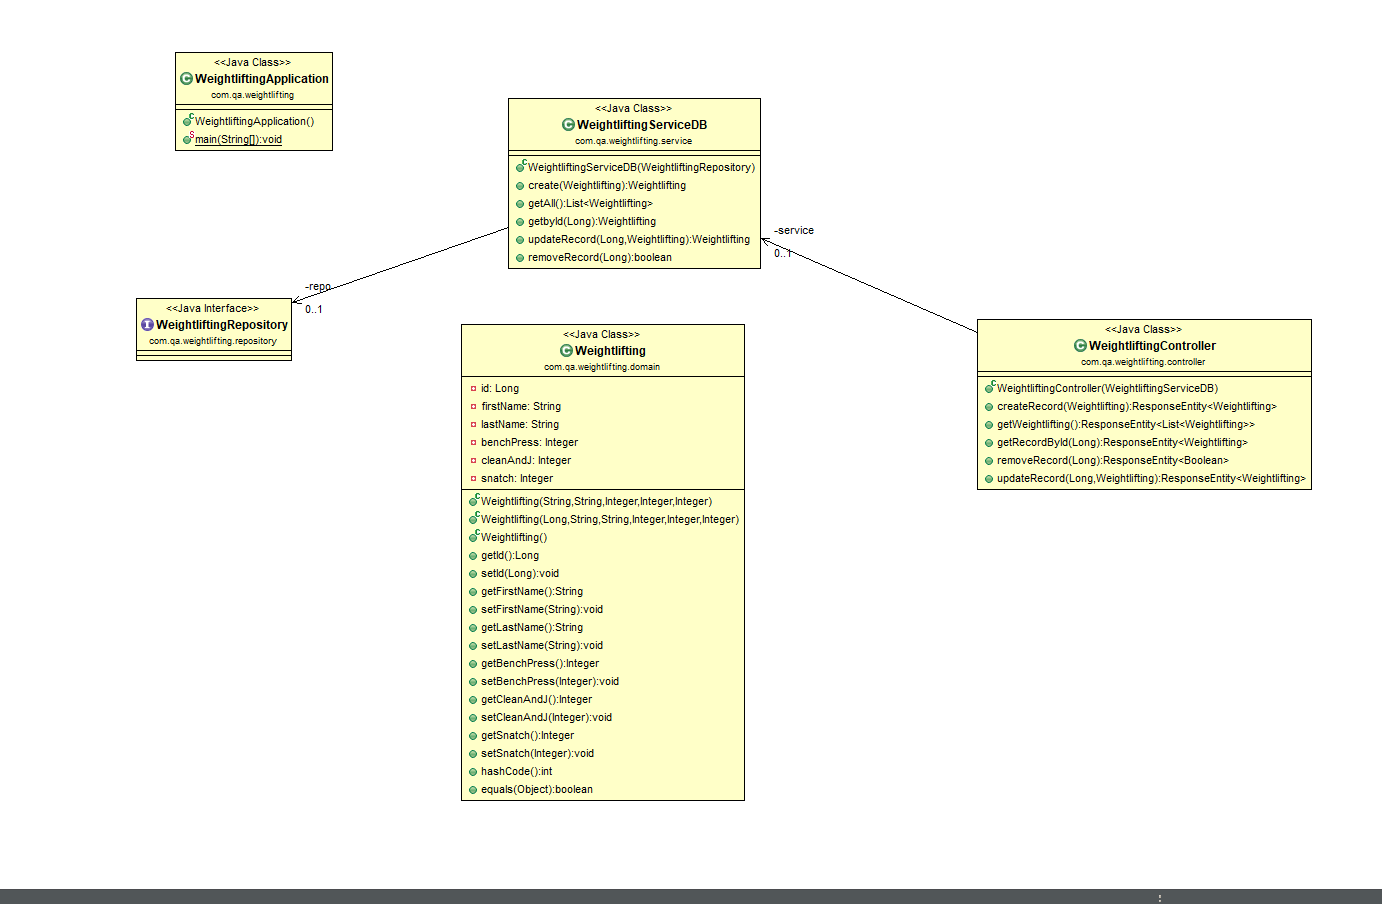 <<Java Class>>
WeightliftingApplication
com.qa.weightlifting
WeightliftingApplication()
main(String[]):void
<<Java Class>>
WeightliftingServiceDB
com.qa.weightlifting.service
WeightliftingServiceDB(WeightliftingRepository)
create(Weightlifting):Weightlifting
getAll():List<Weightlifting>
getbyId(Long):Weightlifting
updateRecord(Long,Weightlifting):Weightlifting
removeRecord(Long):boolean
-service
0..1
-repo
0..1
<<Java Interface>>
WeightliftingRepository
com.qa.weightlifting.repository
<<Java Class>>
Weightlifting
com.qa.weightlifting.domain
id: Long
firstName: String
lastName: String
benchPress: Integer
cleanAndJ: Integer
snatch: Integer
Weightlifting(String,String,Integer,Integer,Integer)
Weightlifting(Long,String,String,Integer,Integer,Integer)
Weightlifting()
getId():Long
setId(Long):void
getFirstName():String
setFirstName(String):void
getLastName():String
setLastName(String):void
getBenchPress():Integer
setBenchPress(Integer):void
getCleanAndJ():Integer
setCleanAndJ(Integer):void
getSnatch():Integer
setSnatch(Integer):void
hashCode():int
equals(Object):boolean
<<Java Class>>
WeightliftingController
com.qa.weightlifting.controller
WeightliftingController(WeightliftingServiceDB)
createRecord(Weightlifting):ResponseEntity<Weightlifting>
getWeightlifting():ResponseEntity<List<Weightlifting>>
getRecordById(Long):ResponseEntity<Weightlifting>
removeRecord(Long):ResponseEntity<Boolean>
updateRecord(Long,Weightlifting):ResponseEntity<Weightlifting>